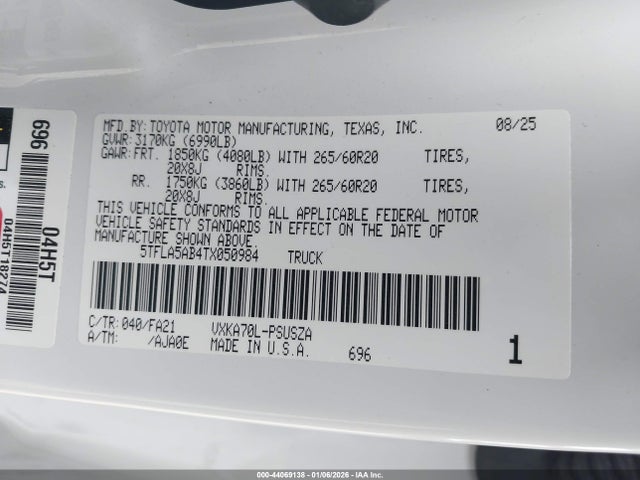 MFD.BY:TOYOTA MOTOR MANUFACTURING, TEXAS, INC. 08/25
GVWR:3170KG (6990LB)
GAWR:FRT. 1850KG (4080LB) WITH 265/60R20 TIRES,
20X8J RIMS.
RR. 1750KG (3860LB) WITH 265/60R20 TIRES,
20X8J RIMS.
THIS VEHICLE CONFORMS TO ALL APPLICABLE FEDERAL MOTOR
VEHICLE SAFETY STANDARDS IN EFFECT ON THE DATE OF
MANUFACTURE SHOWN ABOVE.
5TFLA5AB4TX050984 TRUCK
C/TR:040/FA21 VXKA70L-PSUSZA
A/TM: /AJA0E MADE IN U.S.A. 696
1
696
04H5T
04H5T18274
000-44069138 - 01/06/2026 - IAA Inc.